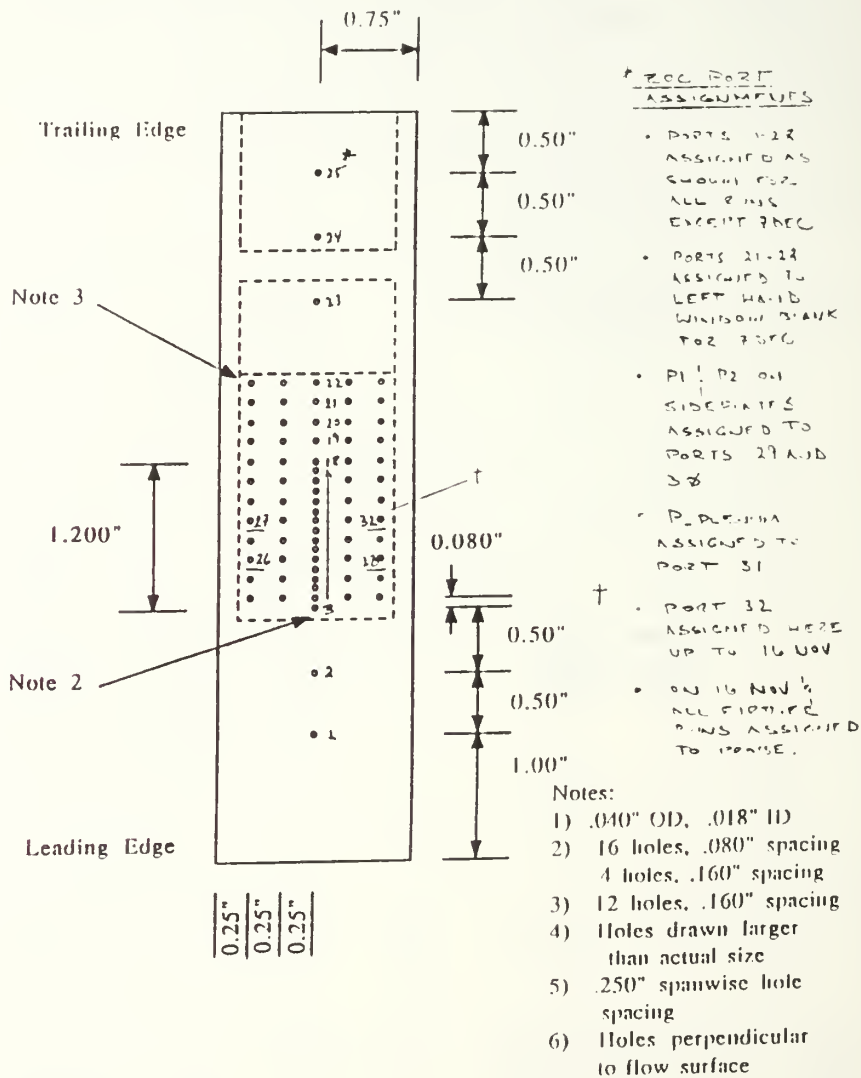 0.75"
Trailing Edge
0.50"
0.50"
0.50"
Note 3
1.200"
0.080"
0.50"
0.50"
1.00"
Note 2
Leading Edge
0.25"
0.25"
0.25"
25 *
24
23
22
21
20
19
18
27
32
26
28
3
2
1
†
* ZOC PORT
ASSIGNMENTS
• PORTS 1-28
ASSIGNED AS
SHOWN FOR
ALL RUNS
EXCEPT 7DEC
• PORTS 21-28
ASSIGNED TO
LEFT HAND
WINDOW BLANK
FOR 7DEC
• P1 & P2 ON
SIDEPLATES
ASSIGNED TO
PORTS 29 AND
30
• P_PLENUM
ASSIGNED TO
PORT 31
† • PORT 32
ASSIGNED HERE
UP TO 16 NOV
• ON 16 NOV &
ALL
RUNS ASSIGNED
TO
Notes:
1) .040" OD, .018" ID
2) 16 holes, .080" spacing
4 holes, .160" spacing
3) 12 holes, .160" spacing
4) Holes drawn larger
than actual size
5) .250" spanwise hole
spacing
6) Holes perpendicular
to flow surface